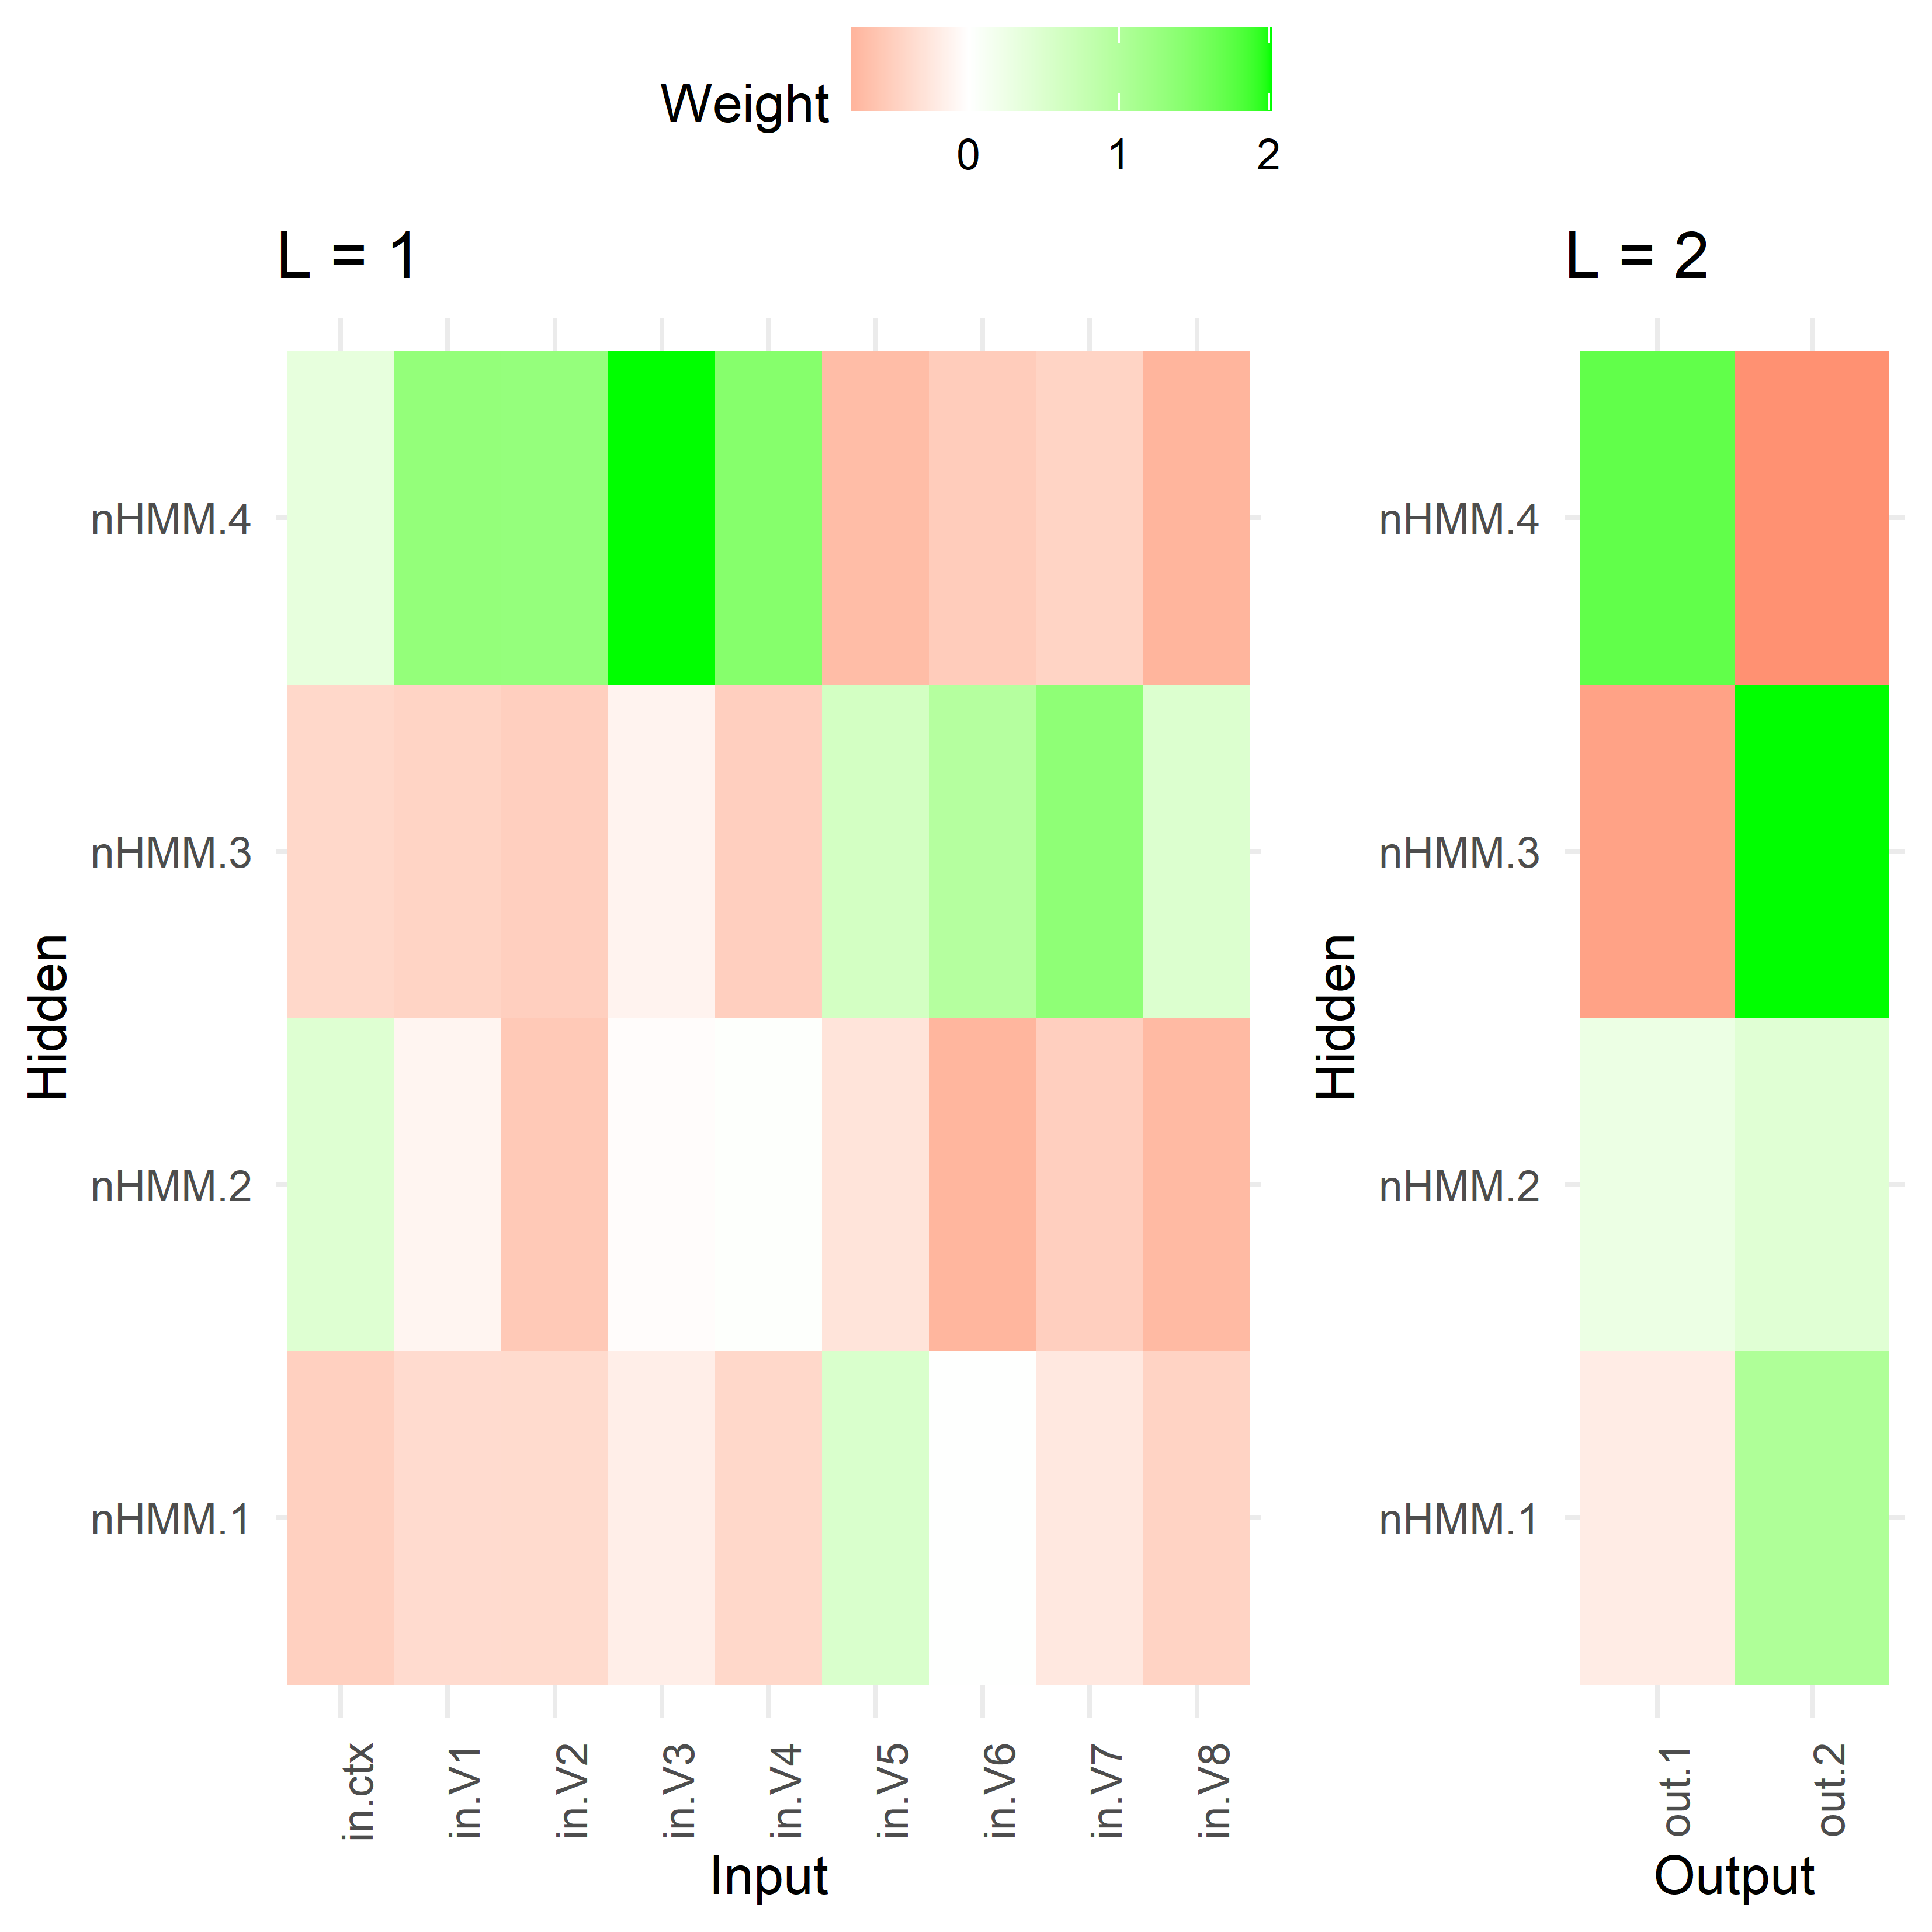 Weight
0 1 2
L = 1
nHMM.4
nHMM.3
nHMM.2
nHMM.1
Hidden
in.ctx in.V1 in.V2 in.V3 in.V4 in.V5 in.V6 in.V7 in.V8
Input
L = 2
nHMM.4
nHMM.3
nHMM.2
nHMM.1
Hidden
out.1 out.2
Output